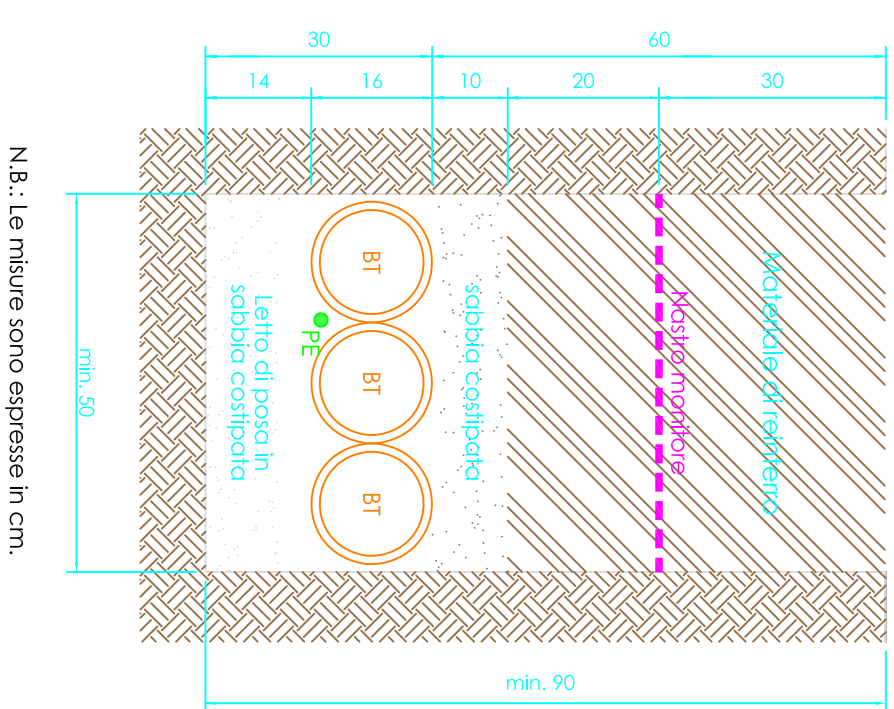 30
60
14
16
10
20
30
Materiale di reinterro
Nastro monitore
sabbia costipata
BT
BT
BT
PE
Letto di posa in
sabbia costipata
min. 50
min. 90
N.B.: Le misure sono espresse in cm.